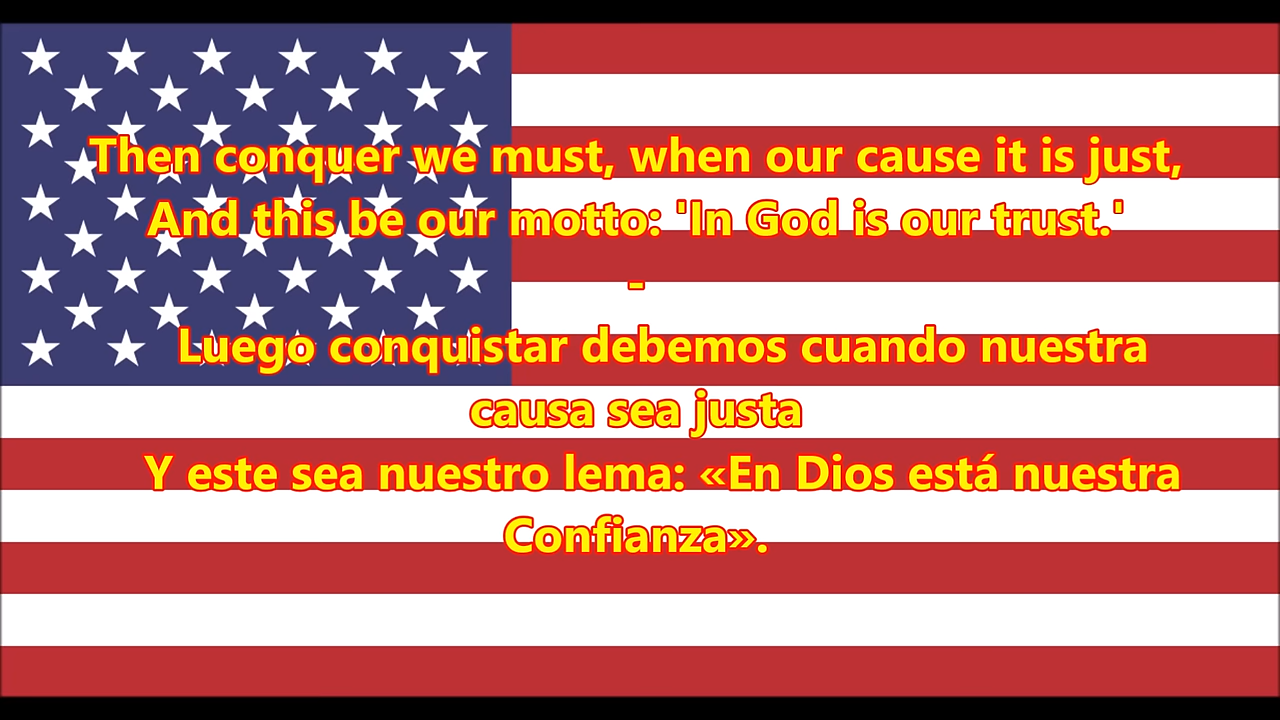 Then conquer we must, when our cause it is just,
And this be our motto: 'In God is our trust.'
-
Luego conquistar debemos cuando nuestra
causa sea justa
Y este sea nuestro lema: «En Dios está nuestra
Confianza».